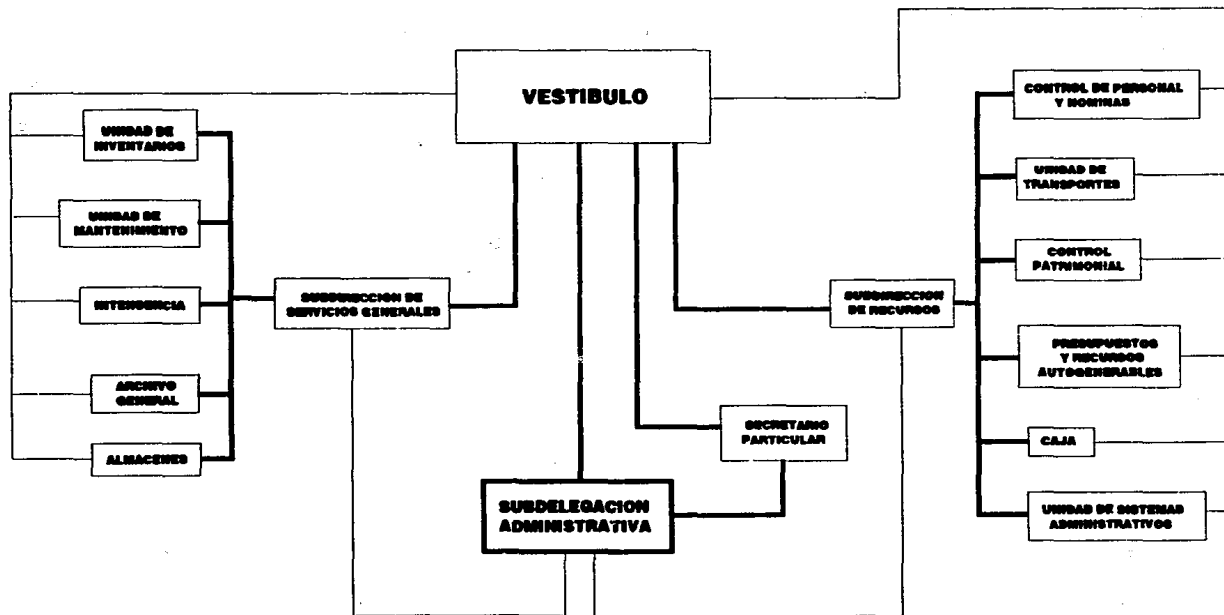 VESTIBULO
UNIDAD DE
INVENTARIOS
UNIDAD DE
MANTENIMIENTO
INTENDENCIA
ARCHIVO
GENERAL
ALMACENES
SUBDIRECCION DE
SERVICIOS GENERALES
SUBDELEGACION
ADMINISTRATIVA
SECRETARIO
PARTICULAR
SUBDIRECCION
DE RECURSOS
CONTROL DE PERSONAL
Y NOMINAS
UNIDAD DE
TRANSPORTES
CONTROL
PATRIMONIAL
PRESUPUESTOS
Y RECURSOS
AUTOGENERABLES
CAJA
UNIDAD DE SISTEMAS
ADMINISTRATIVOS